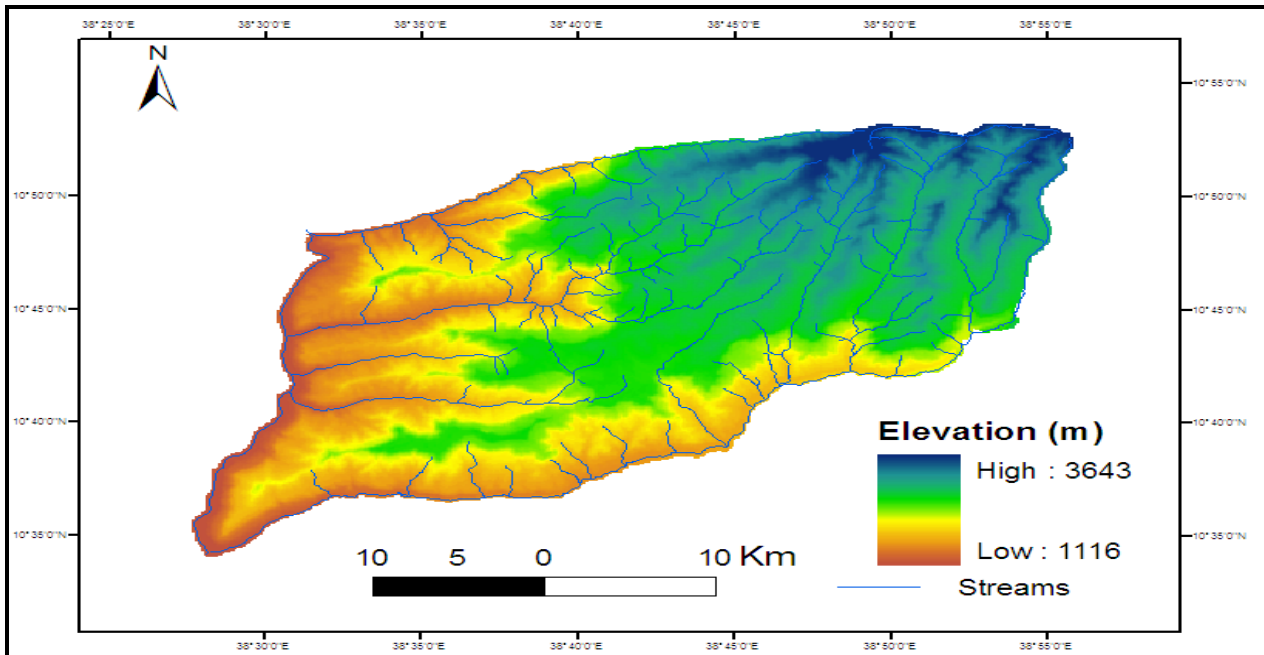 38°25'0"E 38°30'0"E 38°35'0"E 38°40'0"E 38°45'0"E 38°50'0"E 38°55'0"E
N
10°55'0"N
10°55'0"N
10°50'0"N 10°50'0"N
10°45'0"N 10°45'0"N
10°40'0"N 10°40'0"N
Elevation (m)
High : 3643
10°35'0"N 10°35'0"N
Low : 1116
10 5 0 10 Km
Streams
38°30'0"E 38°35'0"E 38°40'0"E 38°45'0"E 38°50'0"E 38°55'0"E